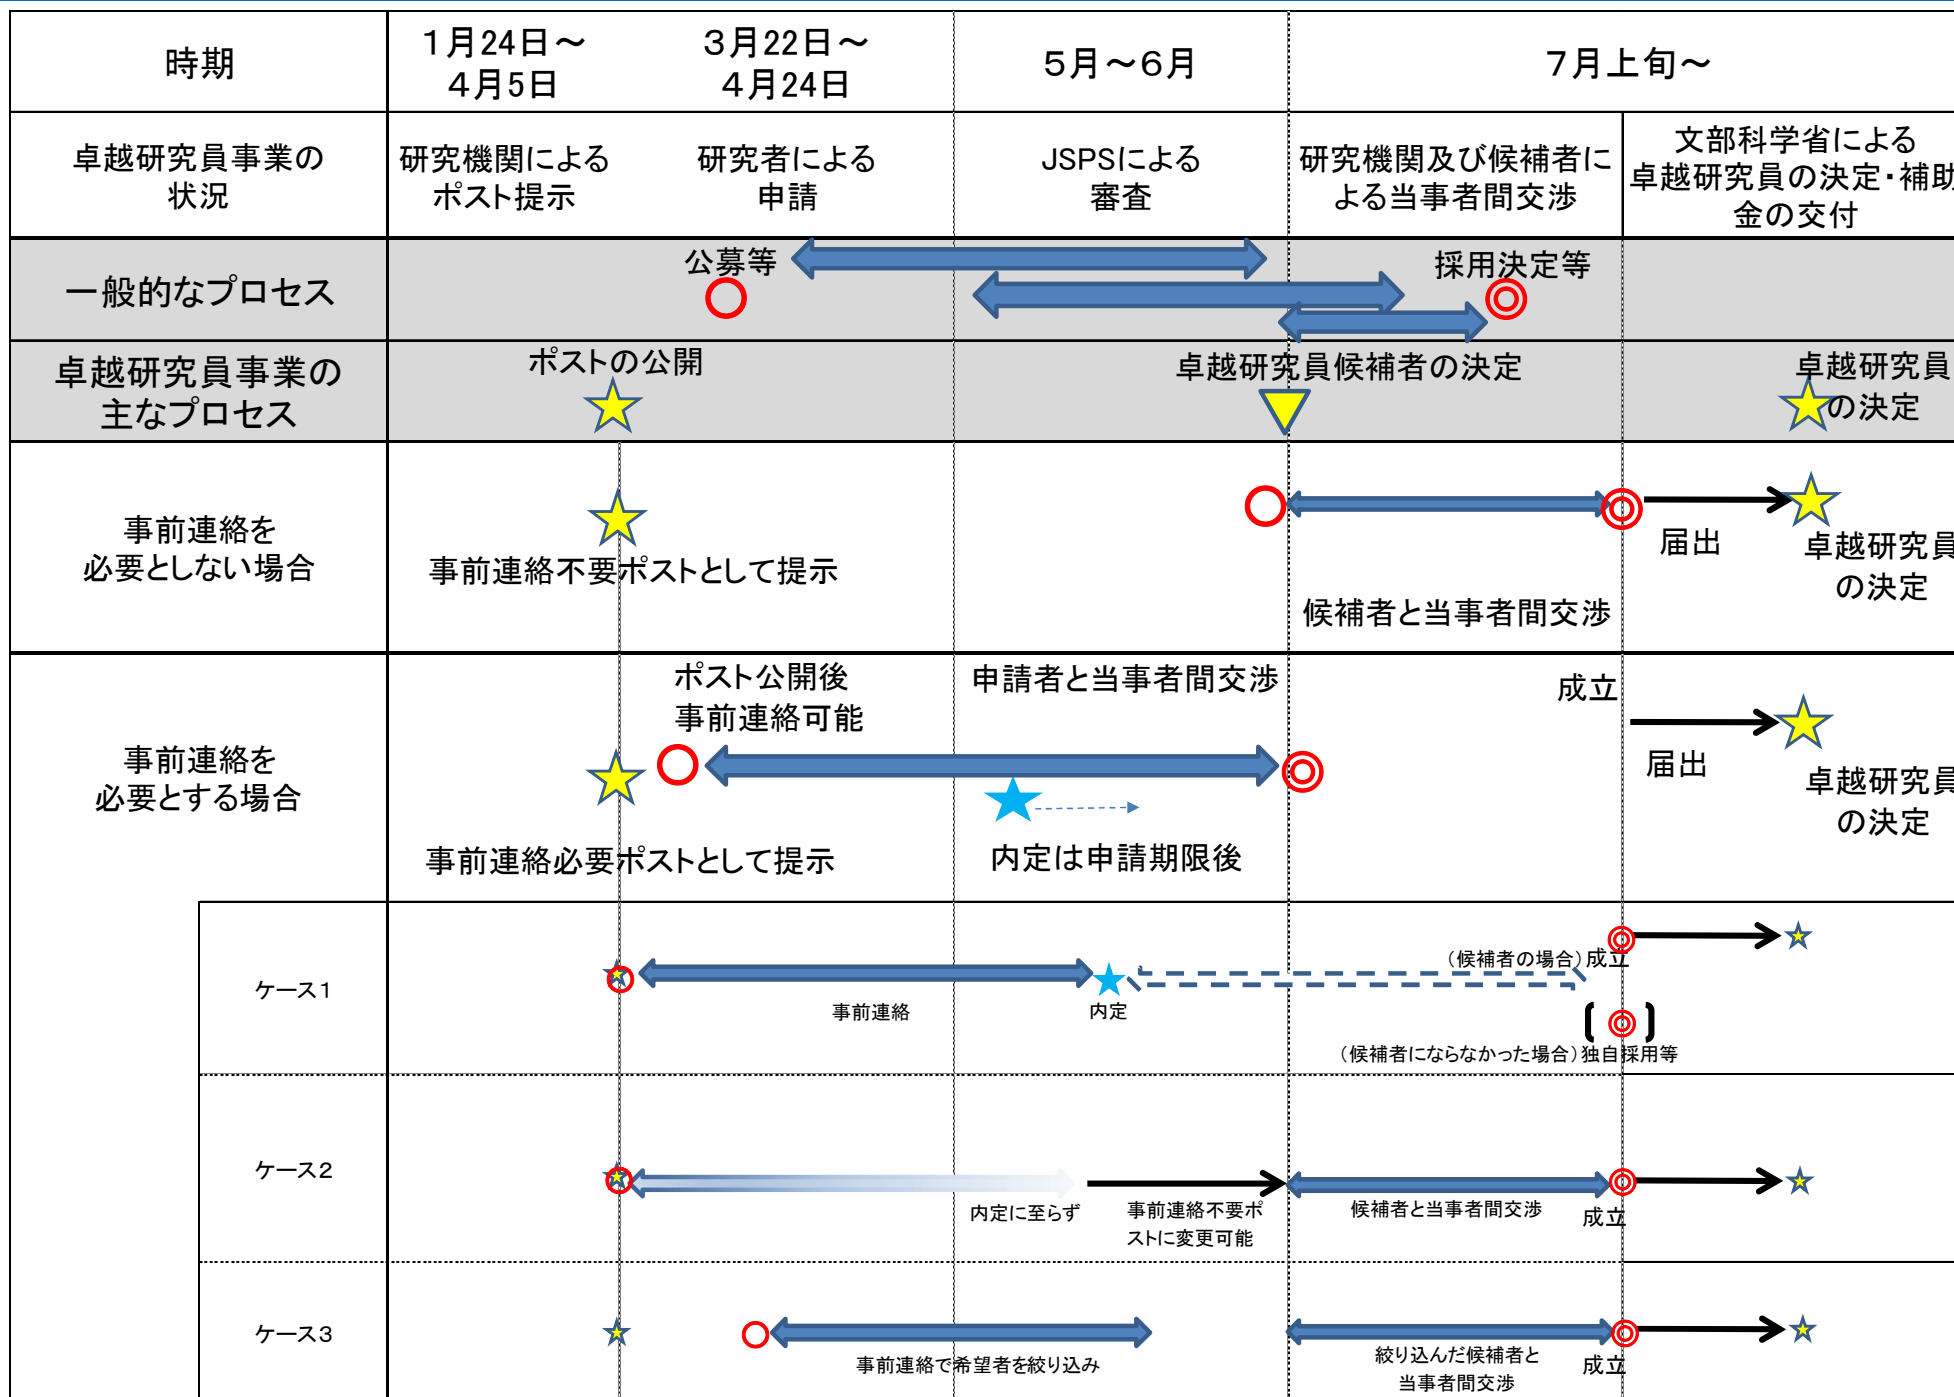 時期
1月24日～
4月5日
3月22日～
4月24日
5月～6月
7月上旬～
卓越研究員事業の
状況
研究機関による
ポスト提示
研究者による
申請
JSPSによる
審査
研究機関及び候補者に
よる当事者間交渉
文部科学省による
卓越研究員の決定・補助
金の交付
一般的なプロセス
公募等
採用決定等
卓越研究員事業の
主なプロセス
ポストの公開
卓越研究員候補者の決定
卓越研究員
の決定
事前連絡を
必要としない場合
事前連絡不要ポストとして提示
候補者と当事者間交渉
届出
卓越研究員
の決定
事前連絡を
必要とする場合
ポスト公開後
事前連絡可能
申請者と当事者間交渉
成立
届出
卓越研究員
の決定
事前連絡必要ポストとして提示
内定は申請期限後
ケース1
事前連絡
内定
（候補者の場合）成立
（候補者にならなかった場合）独自採用等
ケース2
内定に至らず
事前連絡不要ポ
ストに変更可能
候補者と当事者間交渉
成立
ケース3
事前連絡で希望者を絞り込み
絞り込んだ候補者と
当事者間交渉
成立